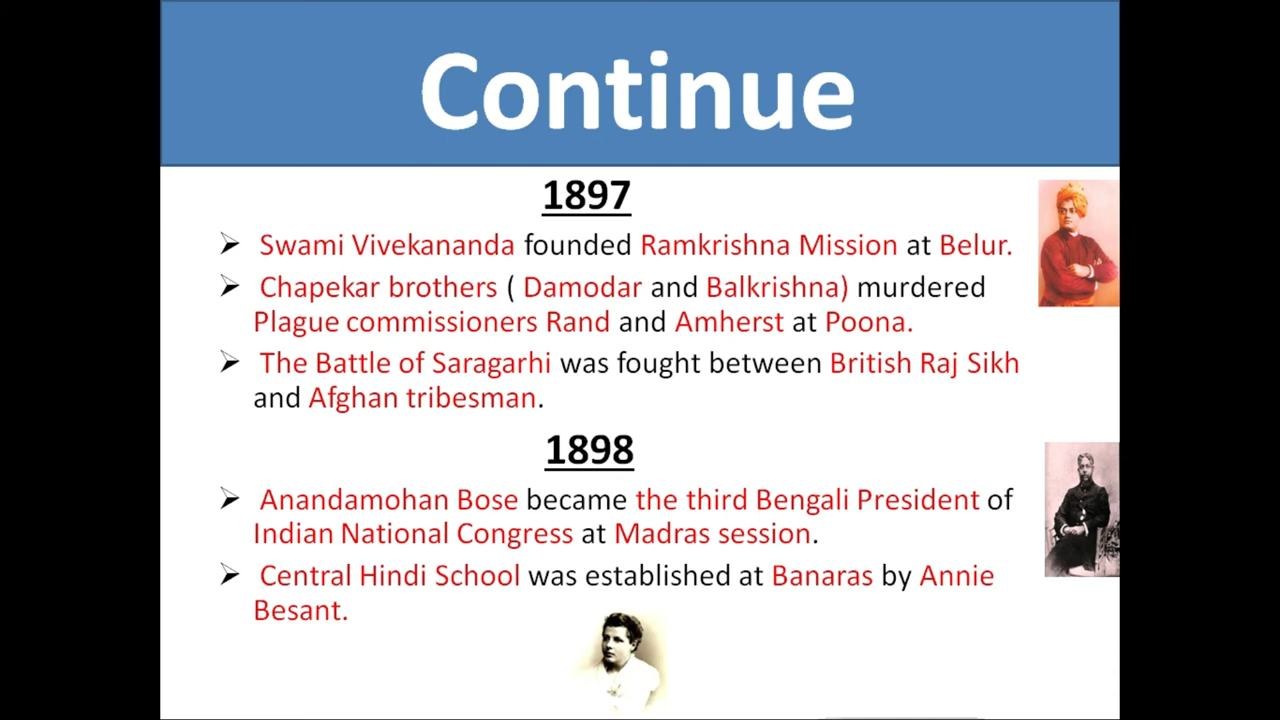 Continue
1897
➢ Swami Vivekananda founded Ramkrishna Mission at Belur.
➢ Chapekar brothers ( Damodar and Balkrishna) murdered
Plague commissioners Rand and Amherst at Poona.
➢ The Battle of Saragarhi was fought between British Raj Sikh
and Afghan tribesman.
1898
➢ Anandamohan Bose became the third Bengali President of
Indian National Congress at Madras session.
➢ Central Hindi School was established at Banaras by Annie
Besant.